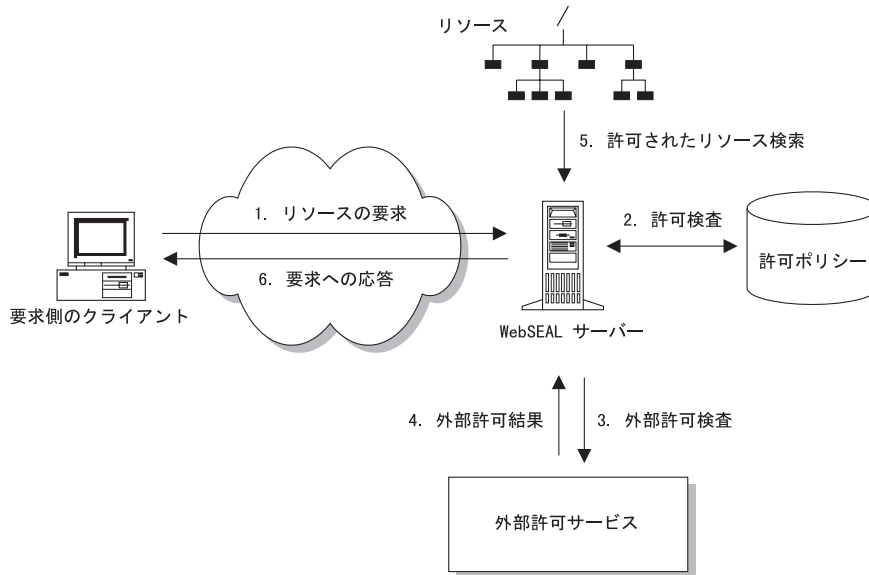 リソース
5. 許可されたリソース検索
1. リソースの要求
2. 許可検査
許可ポリシー
6. 要求への応答
要求側のクライアント
WebSEAL サーバー
4. 外部許可結果
3. 外部許可検査
外部許可サービス